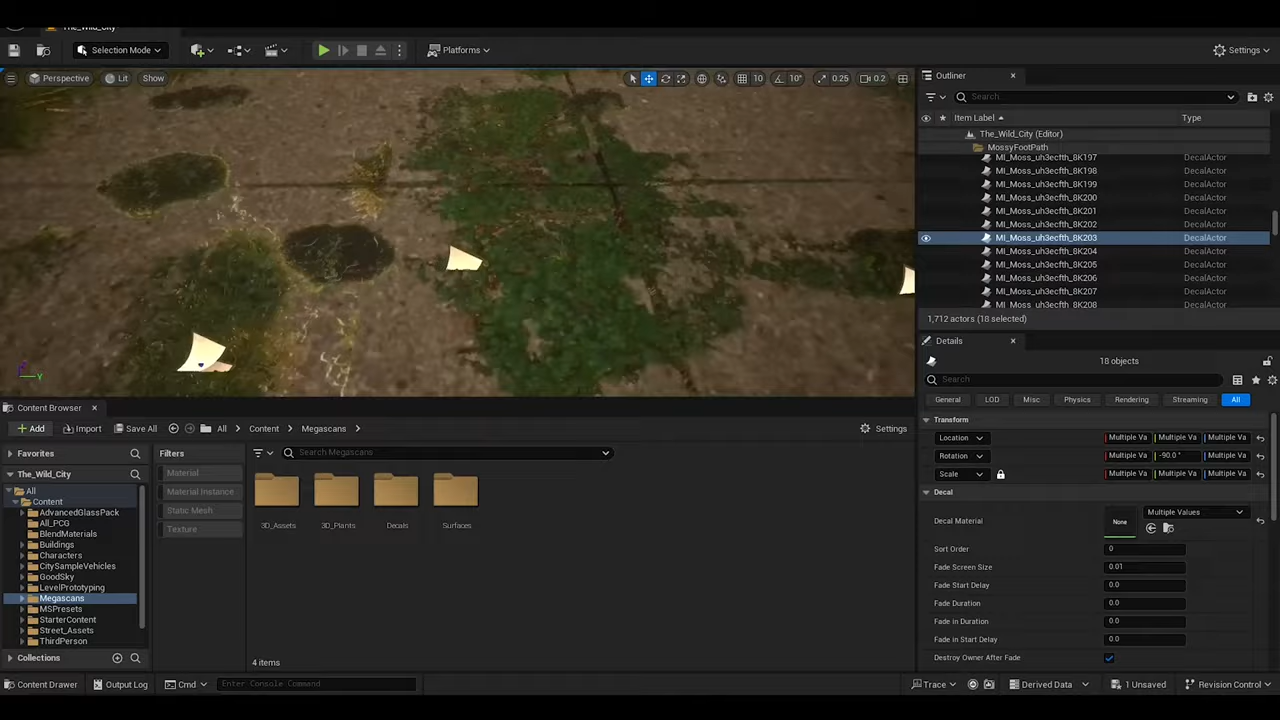 The_Wild_City
Selection Mode
Platforms
Settings
Perspective
Lit
Show
10
10°
0.25
0.2
Outliner
Search...
Item Label
Type
The_Wild_City (Editor)
MossyFootPath
MI_Moss_uh3ecfth_8K197 DecalActor
MI_Moss_uh3ecfth_8K198 DecalActor
MI_Moss_uh3ecfth_8K199 DecalActor
MI_Moss_uh3ecfth_8K200 DecalActor
MI_Moss_uh3ecfth_8K201 DecalActor
MI_Moss_uh3ecfth_8K202 DecalActor
MI_Moss_uh3ecfth_8K203 DecalActor
MI_Moss_uh3ecfth_8K204 DecalActor
MI_Moss_uh3ecfth_8K205 DecalActor
MI_Moss_uh3ecfth_8K206 DecalActor
MI_Moss_uh3ecfth_8K207 DecalActor
MI_Moss_uh3ecfth_8K208 DecalActor
1,712 actors (18 selected)
Details
18 objects
Search
General LOD Misc Physics Rendering Streaming All
Transform
Location Multiple Va Multiple Va Multiple Va
Rotation Multiple Va -90.0° Multiple Va
Scale Multiple Va Multiple Va Multiple Va
Decal
Decal Material None Multiple Values
Sort Order 0
Fade Screen Size 0.01
Fade Start Delay 0.0
Fade Duration 0.0
Fade in Duration 0.0
Fade in Start Delay 0.0
Destroy Owner After Fade
Content Browser
Add Import Save All All Content Megascans Settings
Favorites
The_Wild_City
All
Content
AdvancedGlassPack
All_PCG
BlendMaterials
Buildings
Characters
CitySampleVehicles
GoodSky
LevelPrototyping
Megascans
MSPresets
StarterContent
Street_Assets
ThirdPerson
Collections
Filters
Material
Material Instance
Static Mesh
Texture
Search Megascans
3D_Assets 3D_Plants Decals Surfaces
4 items
Content Drawer Output Log Cmd Enter Console Command Trace Derived Data 1 Unsaved Revision Control
Z
Y